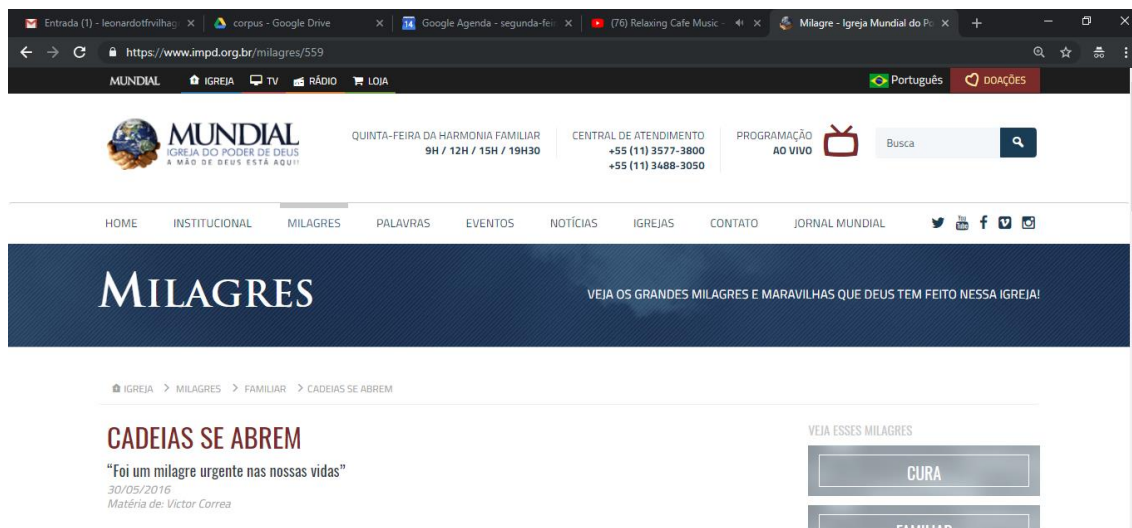 Entrada (1) - leonardotfrvilhag
corpus - Google Drive
14
Google Agenda - segunda-fei
(76) Relaxing Cafe Music -
Milagre - Igreja Mundial do Po
https://www.impd.org.br/milagres/559
MUNDIAL IGREJA TV RÁDIO LOJA
Português
DOAÇÕES
MUNDIAL
IGREJA DO PODER DE DEUS
A MÃO DE DEUS ESTÁ AQUI!
QUINTA-FEIRA DA HARMONIA FAMILIAR
9H / 12H / 15H / 19H30
CENTRAL DE ATENDIMENTO
+55 (11) 3577-3800
+55 (11) 3488-3050
PROGRAMAÇÃO
AO VIVO
Busca
HOME INSTITUCIONAL MILAGRES PALAVRAS EVENTOS NOTÍCIAS IGREJAS CONTATO JORNAL MUNDIAL
You
Tube
MILAGRES
VEJA OS GRANDES MILAGRES E MARAVILHAS QUE DEUS TEM FEITO NESSA IGREJA!
IGREJA > MILAGRES > FAMILIAR > CADEIAS SE ABREM
CADEIAS SE ABREM
“Foi um milagre urgente nas nossas vidas”
30/05/2016
Matéria de: Victor Correa
VEJA ESSES MILAGRES
CURA
FAMILIAR